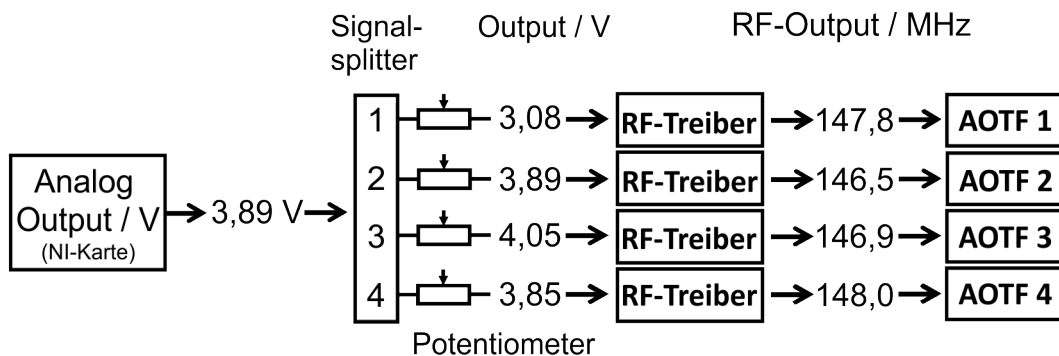 Signal-
splitter
Output / V
RF-Output / MHz
Analog
Output / V
(NI-Karte)
3,89 V
1
3,08
RF-Treiber
147,8
AOTF 1
2
3,89
RF-Treiber
146,5
AOTF 2
3
4,05
RF-Treiber
146,9
AOTF 3
4
3,85
RF-Treiber
148,0
AOTF 4
Potentiometer